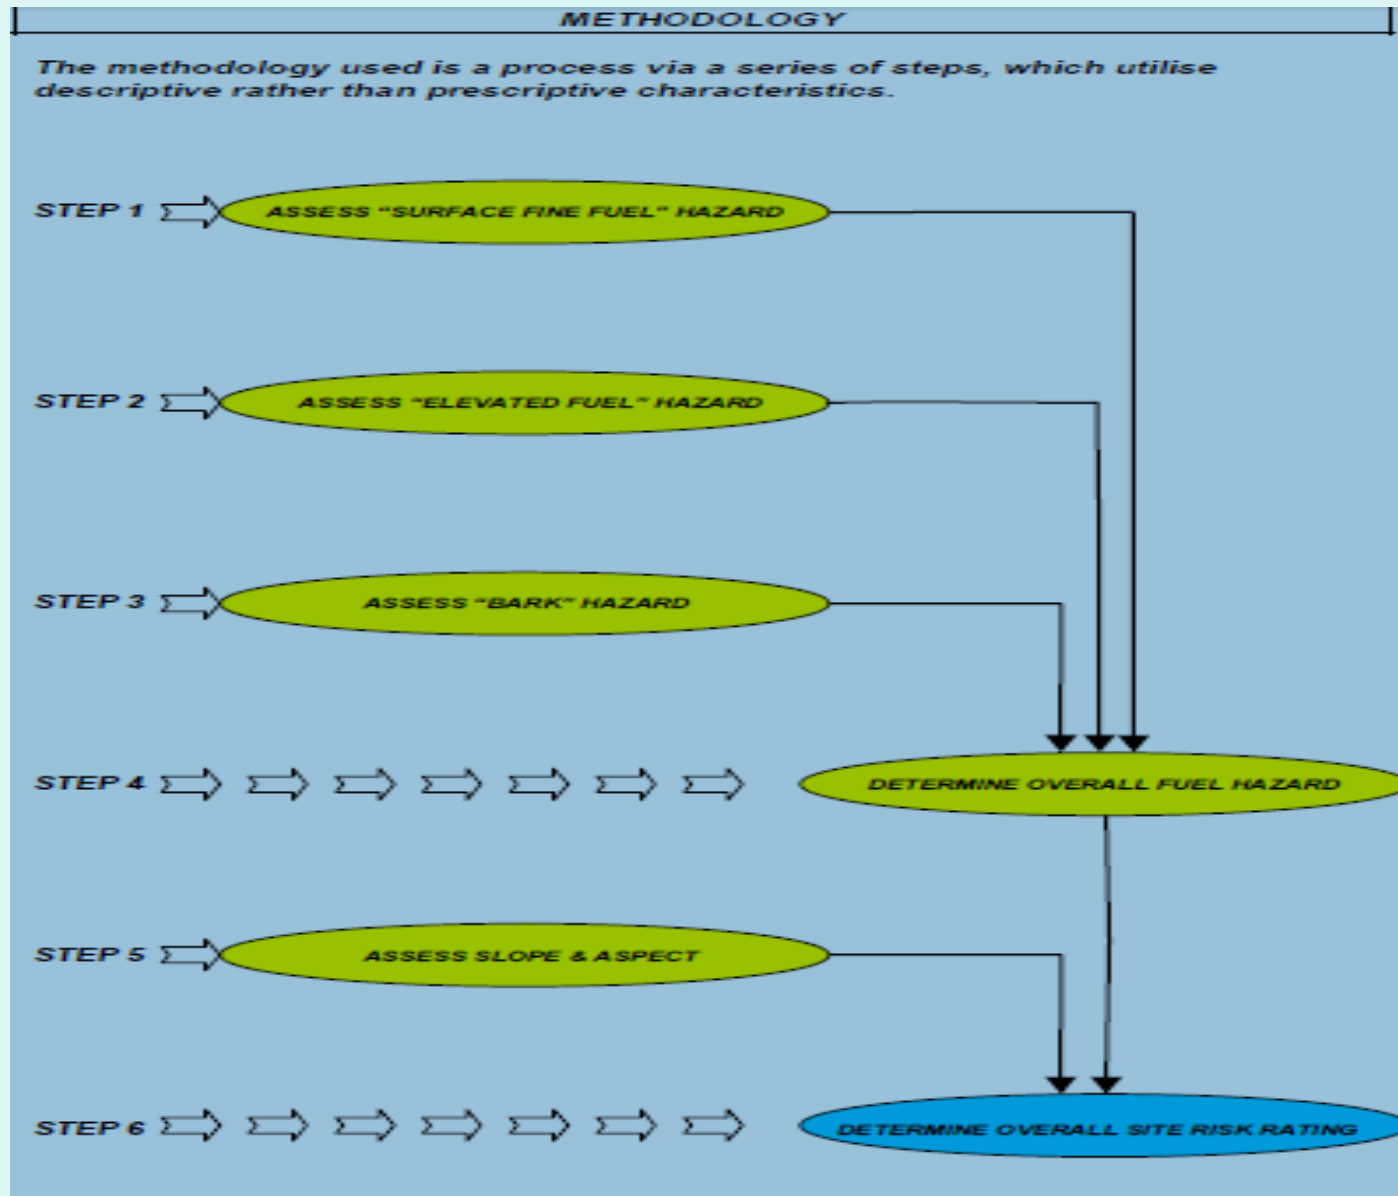 METHODOLOGY
The methodology used is a process via a series of steps, which utilise
descriptive rather than prescriptive characteristics.
STEP 1 ASSESS "SURFACE FINE FUEL" HAZARD
STEP 2 ASSESS "ELEVATED FUEL" HAZARD
STEP 3 ASSESS "BARK" HAZARD
STEP 4 DETERMINE OVERALL FUEL HAZARD
STEP 5 ASSESS SLOPE & ASPECT
STEP 6 DETERMINE OVERALL SITE RISK RATING